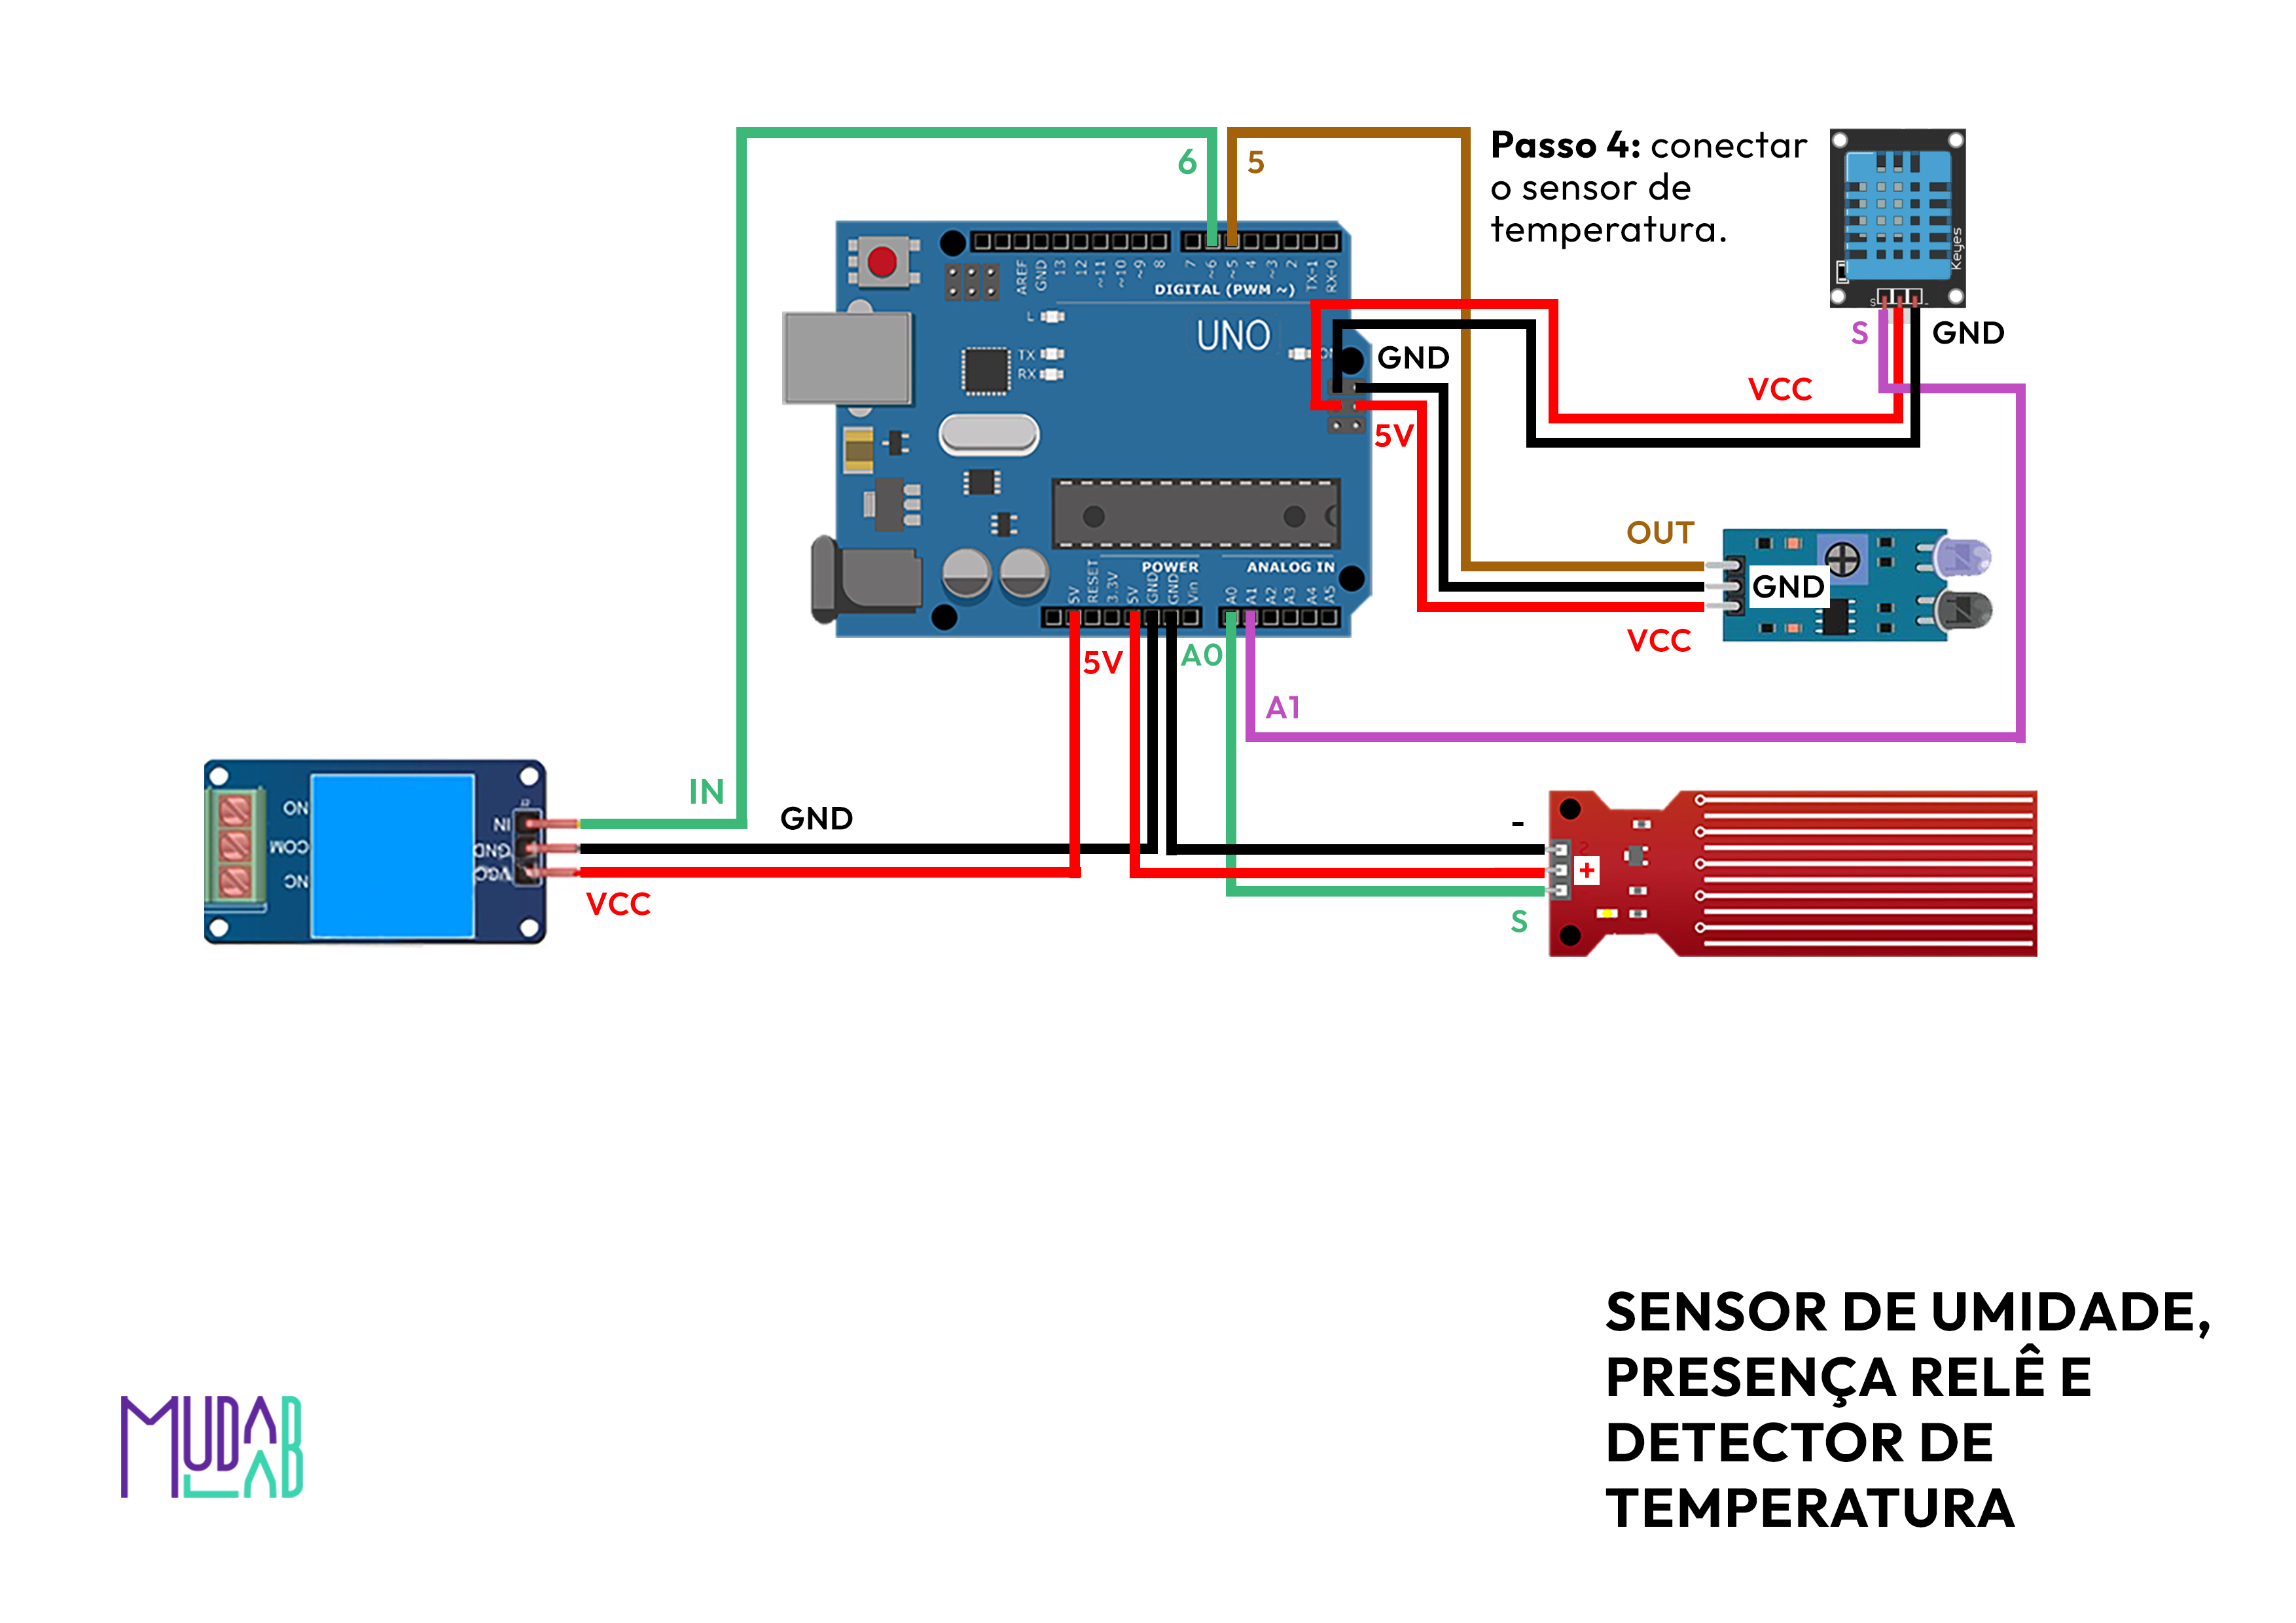 6
5
Passo 4: conectar
o sensor de
temperatura.
AREF
GND
13
12
~11
~10
~9
8
7
~6
~5
4
~3
2
TX-1
RX-0
DIGITAL (PWM ~)
L
TX
RX
UNO
ON
Keyes
S
-
S
GND
VCC
GND
5V
OUT
GND
VCC
POWER
ANALOG IN
5V
RESET
3.3V
5V
GND
GND
Vin
A0
A1
A2
A3
A4
A5
5V
A0
A1
NO
COM
NC
IN
GND
VCC
IN
GND
VCC
-
+
S
SENSOR DE UMIDADE,
PRESENÇA RELÊ E
DETECTOR DE
TEMPERATURA
MUDA
LAB